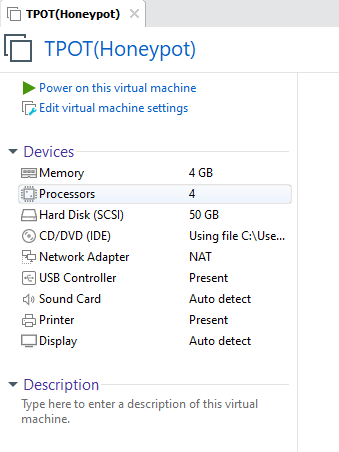 TPOT(Honeypot)
TPOT(Honeypot)
Power on this virtual machine
Edit virtual machine settings
Devices
Memory 4 GB
Processors 4
Hard Disk (SCSI) 50 GB
CD/DVD (IDE) Using file C:\Use...
Network Adapter NAT
USB Controller Present
Sound Card Auto detect
Printer Present
Display Auto detect
Description
Type here to enter a description of this virtual
machine.